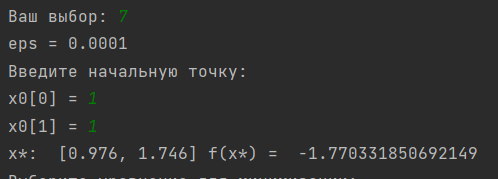 Ваш выбор: 7
eps = 0.0001
Введите начальную точку:
x0[0] = 1
x0[1] = 1
x*:  [0.976, 1.746] f(x*) =  -1.770331850692149